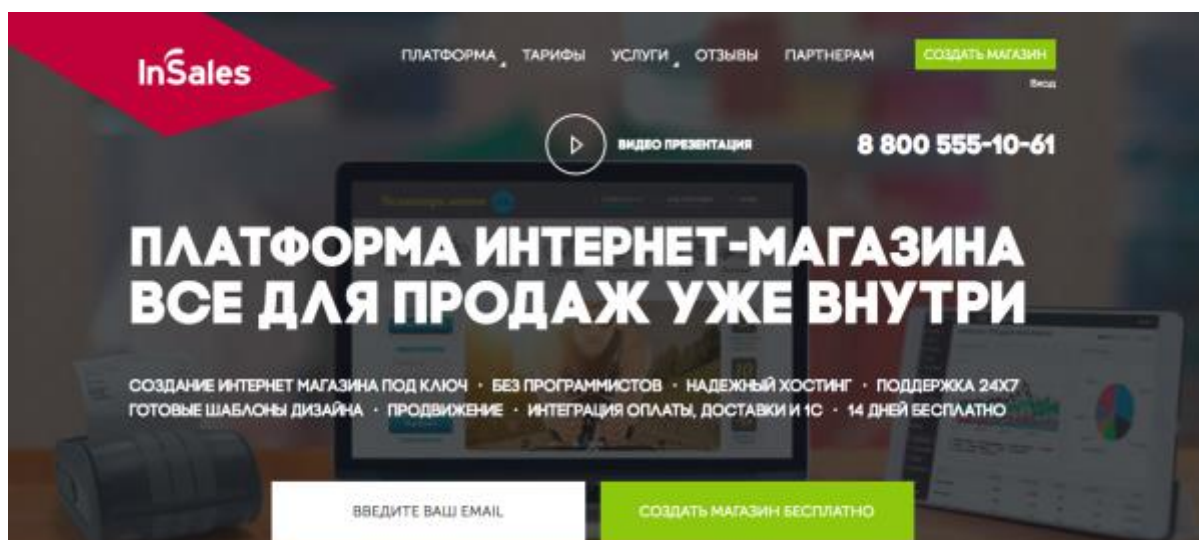 InSales
ПЛАТФОРМА ТАРИФЫ УСЛУГИ ОТЗЫВЫ ПАРТНЕРАМ СОЗДАТЬ МАГАЗИН
Вход
ВИДЕО ПРЕЗЕНТАЦИЯ 8 800 555-10-61
ПЛАТФОРМА ИНТЕРНЕТ-МАГАЗИНА
ВСЕ ДЛЯ ПРОДАЖ УЖЕ ВНУТРИ
СОЗДАНИЕ ИНТЕРНЕТ МАГАЗИНА ПОД КЛЮЧ · БЕЗ ПРОГРАММИСТОВ · НАДЕЖНЫЙ ХОСТИНГ · ПОДДЕРЖКА 24X7
ГОТОВЫЕ ШАБЛОНЫ ДИЗАЙНА · ПРОДВИЖЕНИЕ · ИНТЕГРАЦИЯ ОПЛАТЫ, ДОСТАВКИ И 1С · 14 ДНЕЙ БЕСПЛАТНО
ВВЕДИТЕ ВАШ EMAIL СОЗДАТЬ МАГАЗИН БЕСПЛАТНО